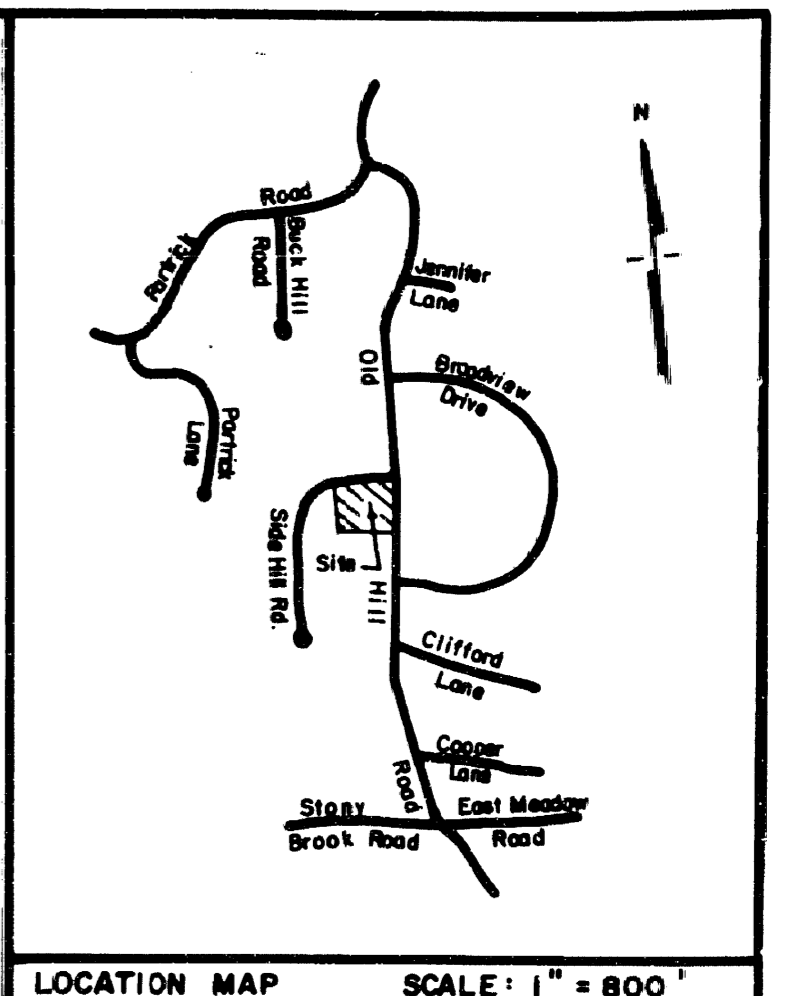 N
Road
Partrick
Buck Hill
Road
Jennifer
Lane
Old
Broadview
Drive
Partrick
Lane
Side Hill Rd.
Site
Hill
Clifford
Lane
Cooper
Lane
Road
Stony
Brook Road
East Meadow
Road
LOCATION MAP SCALE: 1" = 800'